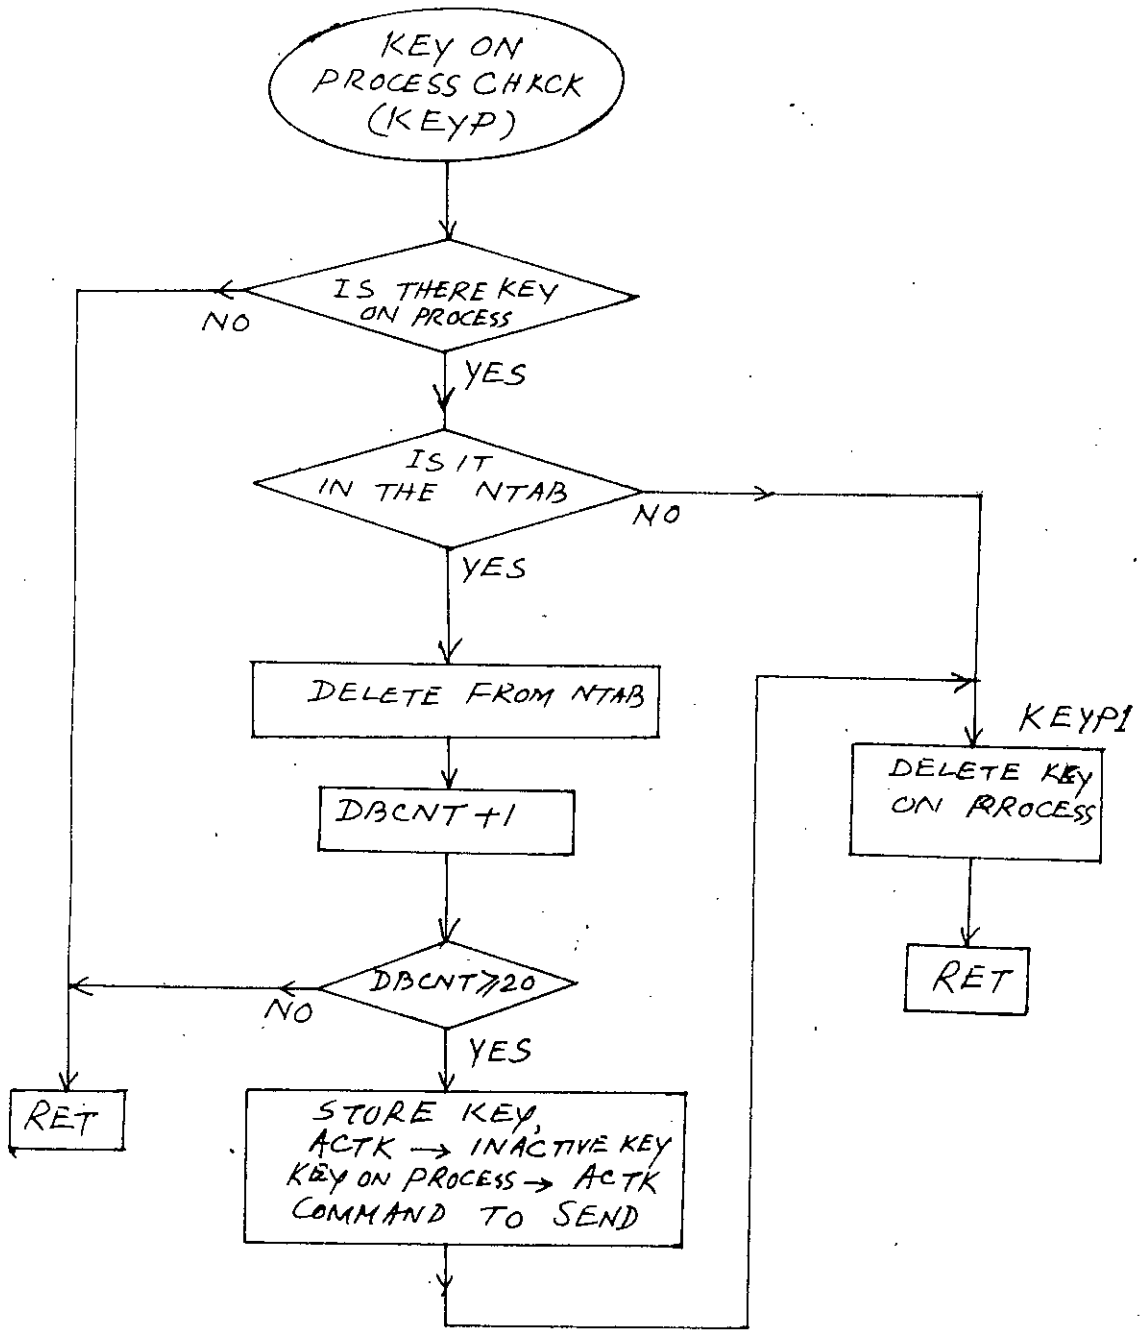 KEY ON
PROCESS CHKCK
(KEYP)
IS THERE KEY
ON PROCESS
NO
YES
IS IT
IN THE NTAB
NO
YES
DELETE FROM NTAB
KEYP1
DELETE KEY
ON PROCESS
DBCNT +1
RET
DBCNT⩾20
NO
YES
RET
STORE KEY,
ACTK → INACTIVE KEY
KEY ON PROCESS → ACTK
COMMAND TO SEND